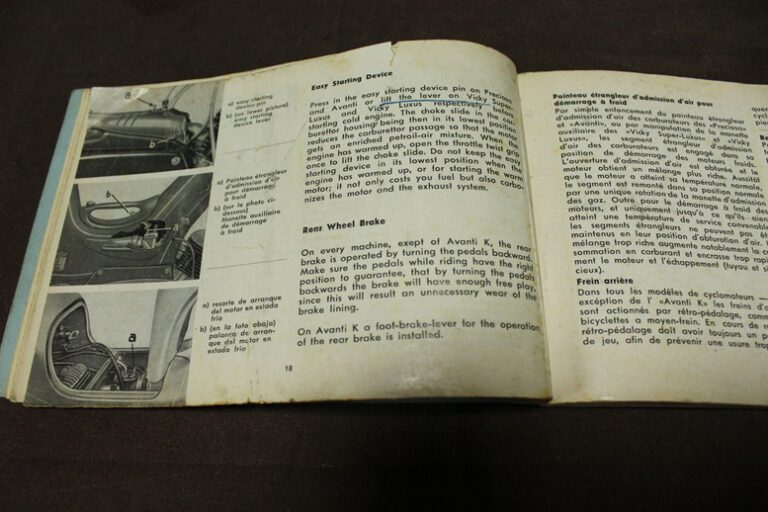 a
b
a) easy starting
device pin
b) (on lower picture)
easy starting
device lever
a) Pointeau étrangleur
d'admission d'air
pour démarrage
à froid
b) (sur la photo ci-
dessous)
Manette auxiliaire
de démarrage
à froid
a
a) resorte de arranque
del motor en estado
frío
b) (en la foto abajo)
palanca de arran-
que del motor en
estado frío
Easy Starting Device
Press in the easy starting device pin on Preciosa
and Avanti or lift the lever on Vicky Super,
Luxus and Vicky Luxus respectively before
starting cold engine. The choke slide in the car-
burettor housing being then in its lowest position
reduces the carburettor passage so that the motor
gets an enriched petrail-air mixture. When the
engine has warmed up, open the throttle twist grip
once to lift the choke slide. Do not keep the easy
starting device in its lowest position when the
engine has warmed up, or for starting the warm
motor; it not only costs you fuel but also carbo-
nizes the motor and the exhaust system.
Rear Wheel Brake
On every machine, exept of Avanti K, the rear
brake is operated by turning the pedals backward.
Make sure the pedals while riding have the right
position to guarantee, that by turning the pedals
backwards the brake will have enough free play,
since this will result an unnecessary wear of the
brake lining.
On Avanti K a foot-brake-lever for the operation
of the rear brake is installed.
18
Pointeau étrangleur d'admission d'air pour
démarrage à froid
Par simple enfoncement du pointeau étrangleur
d'admission d'air des carburateurs des «Preciosa»
et «Avanti», ou par manipulation de la manette
auxiliaire des «Vicky Super-Luxus» et «Vicky
Luxus», les segment étrangleur d'admission
d'air des carburateurs est engagé dans sa
position de démarrage des moteurs froids.
L'ouverture d'admission d'air est obturée et le
moteur obtient un mélange plus riche. Aussitôt
que le moteur a atteint sa température normale,
le segment est remonté dans sa position normale
par une unique rotation de la manette d'admission
des gaz. Outre pour le démarrage à froid des
moteurs, et uniquement jusqu'à ce qu'ils aient
atteint une température de service convenable,
les segments étrangleurs ne peuvent pas être
maintenus en leur position d'obturation d'air.
mélange trop riche augmente notablement la con-
sommation en carburant et encrasse trop rapide-
ment le moteur et l'échappement (tuyau et si-
cieux).
Frein arrière
Dans tous les modèles de cyclomoteurs —
exception de l' «Avanti K» les freins
sont actionnés par rétro-pédalage, comme
bicyclettes a moyen-frein. En cours de
rétro-pédalage doit avoir toujours un
de jeu, afin de prévenir une usure trop